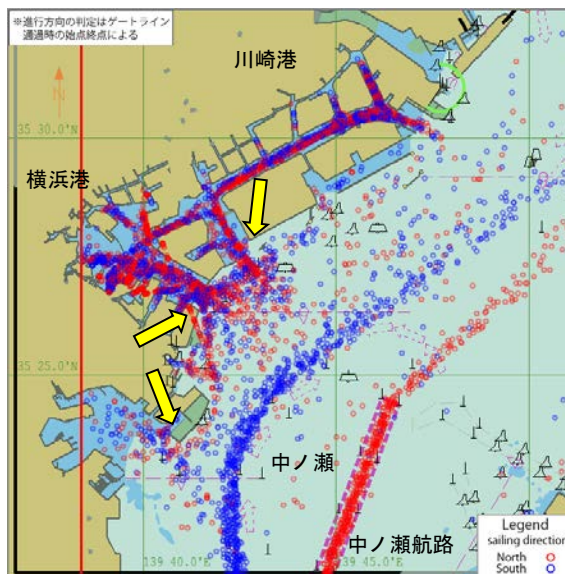 ※進行方向の判定はゲートライン
通過時の始点終点による
川崎港
N
35 30.0'N
横浜港
35 25.0'N
中ノ瀬
中ノ瀬航路
139 40.0'E
139 45.0'E
Legend
sailing direction
North
South